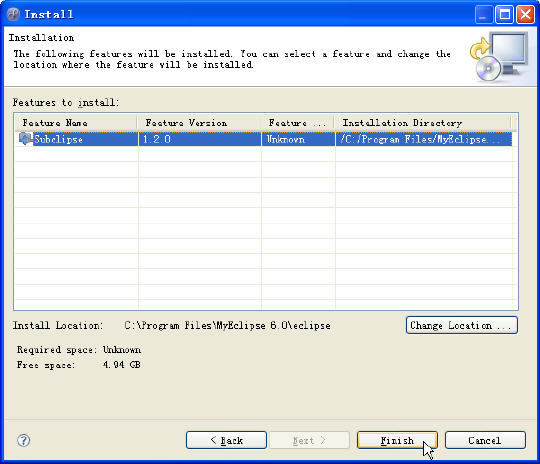 Install
Installation
The following features will be installed. You can select a feature and change the
location where the feature will be installed.
Features to install:
Feature Name Feature Version Feature ... Installation Directory
Subclipse 1.2.0 Unknown /C:/Program Files/MyEclipse...
Install Location: C:\Program Files\MyEclipse 6.0\eclipse Change Location ...
Required space: Unknown
Free space: 4.94 GB
? < Back Next > Finish Cancel